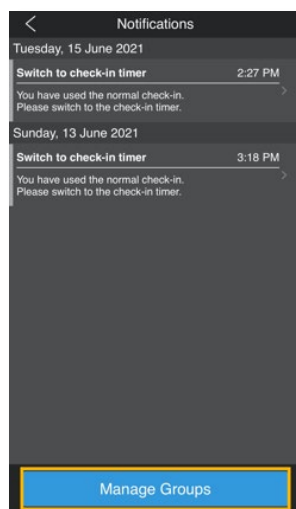 Notifications
Tuesday, 15 June 2021
Switch to check-in timer 2:27 PM
You have used the normal check-in.
Please switch to the check-in timer.
Sunday, 13 June 2021
Switch to check-in timer 3:18 PM
You have used the normal check-in.
Please switch to the check-in timer.
Manage Groups